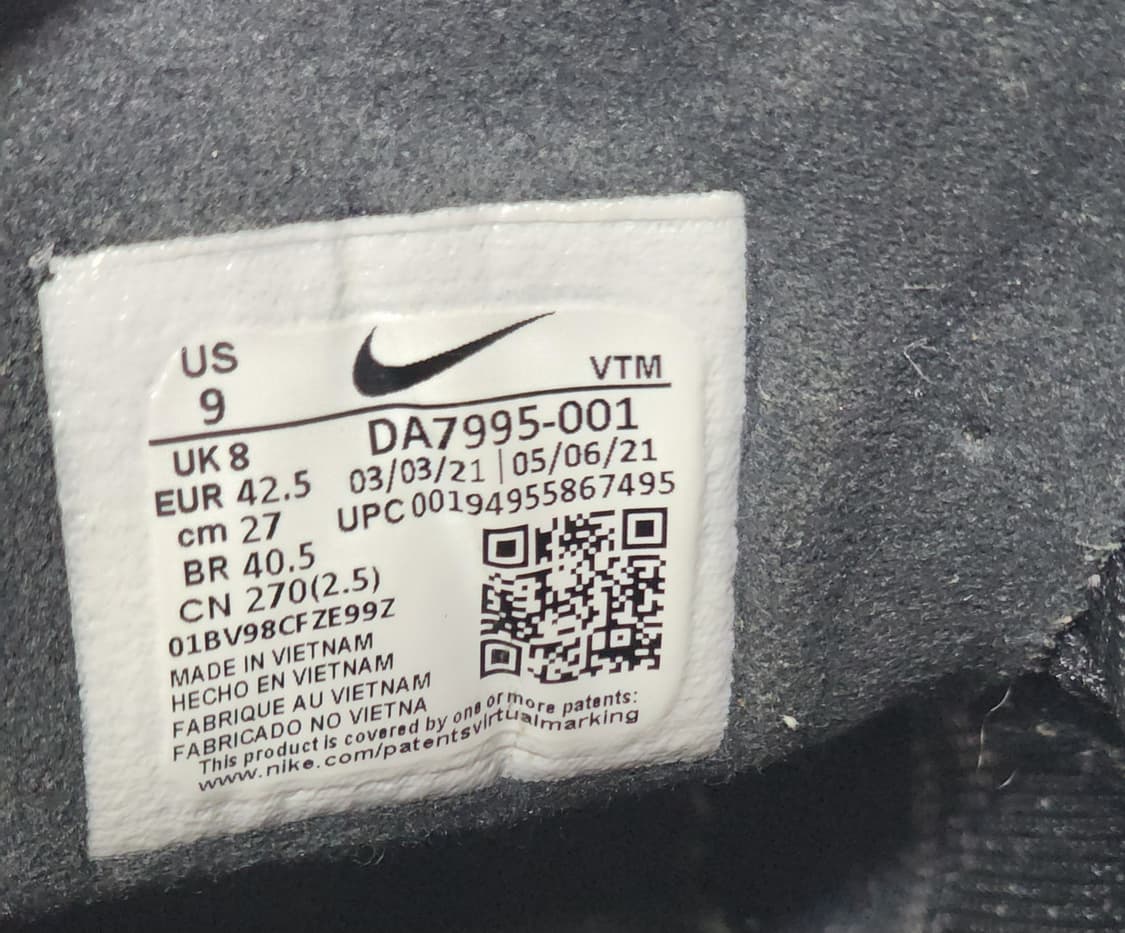 US
9
VTM
UK 8
EUR 42.5
cm 27
BR 40.5
CN 270(2.5)
DA7995-001
03/03/21 | 05/06/21
UPC 00194955867495
01BV98CFZE99Z
MADE IN VIETNAM
HECHO EN VIETNAM
FABRIQUE AU VIETNAM
FABRICADO NO VIETNA
This product is covered by one or more patents:
www.nike.com/patentsvirtualmarking